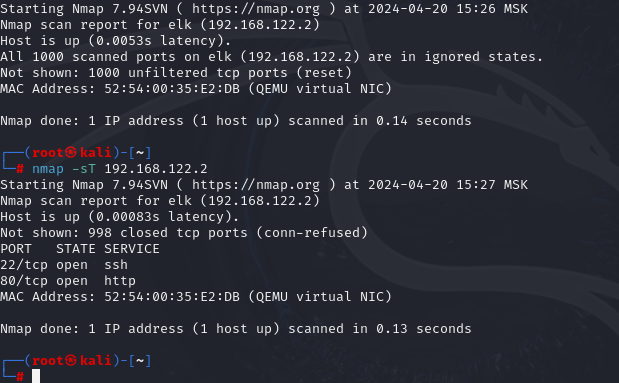 Starting Nmap 7.94SVN ( https://nmap.org ) at 2024-04-20 15:26 MSK
Nmap scan report for elk (192.168.122.2)
Host is up (0.0053s latency).
All 1000 scanned ports on elk (192.168.122.2) are in ignored states.
Not shown: 1000 unfiltered tcp ports (reset)
MAC Address: 52:54:00:35:E2:DB (QEMU virtual NIC)
Nmap done: 1 IP address (1 host up) scanned in 0.14 seconds
┌──(root㉿kali)-[~]
└─# nmap -sT 192.168.122.2
Starting Nmap 7.94SVN ( https://nmap.org ) at 2024-04-20 15:27 MSK
Nmap scan report for elk (192.168.122.2)
Host is up (0.00083s latency).
Not shown: 998 closed tcp ports (conn-refused)
PORT   STATE SERVICE
22/tcp open  ssh
80/tcp open  http
MAC Address: 52:54:00:35:E2:DB (QEMU virtual NIC)
Nmap done: 1 IP address (1 host up) scanned in 0.13 seconds
┌──(root㉿kali)-[~]
└─#